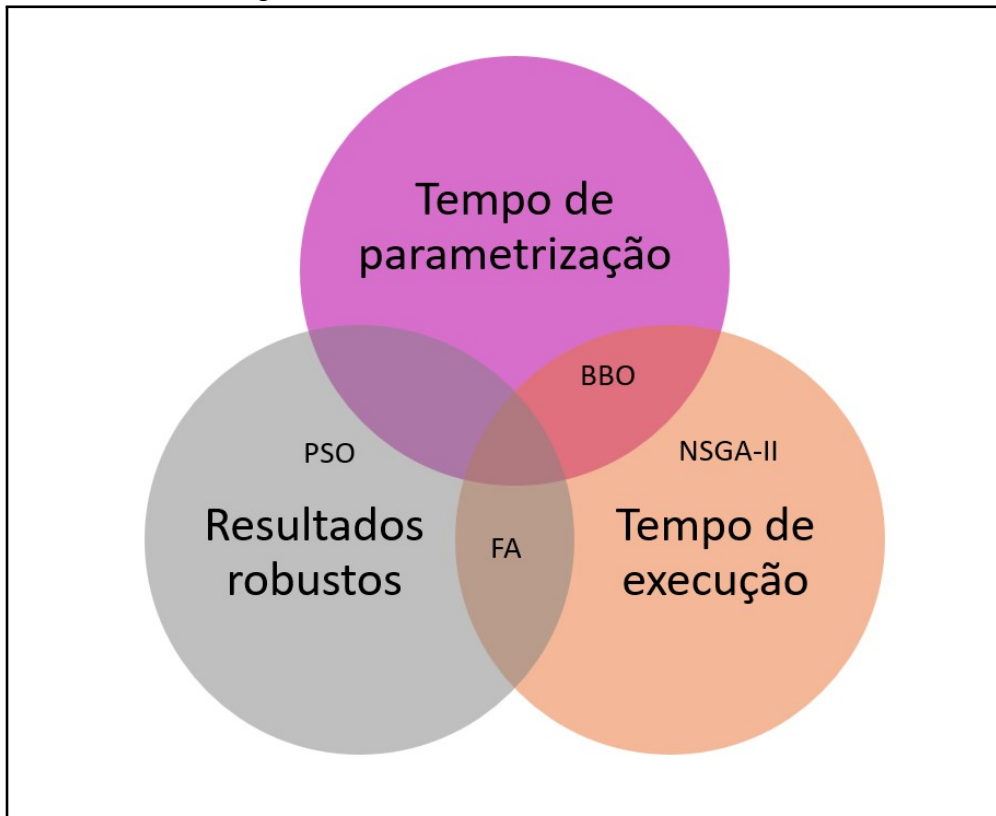 Tempo de
parametrização
BBO
PSO
NSGA-II
Resultados
robustos
FA
Tempo de
execução